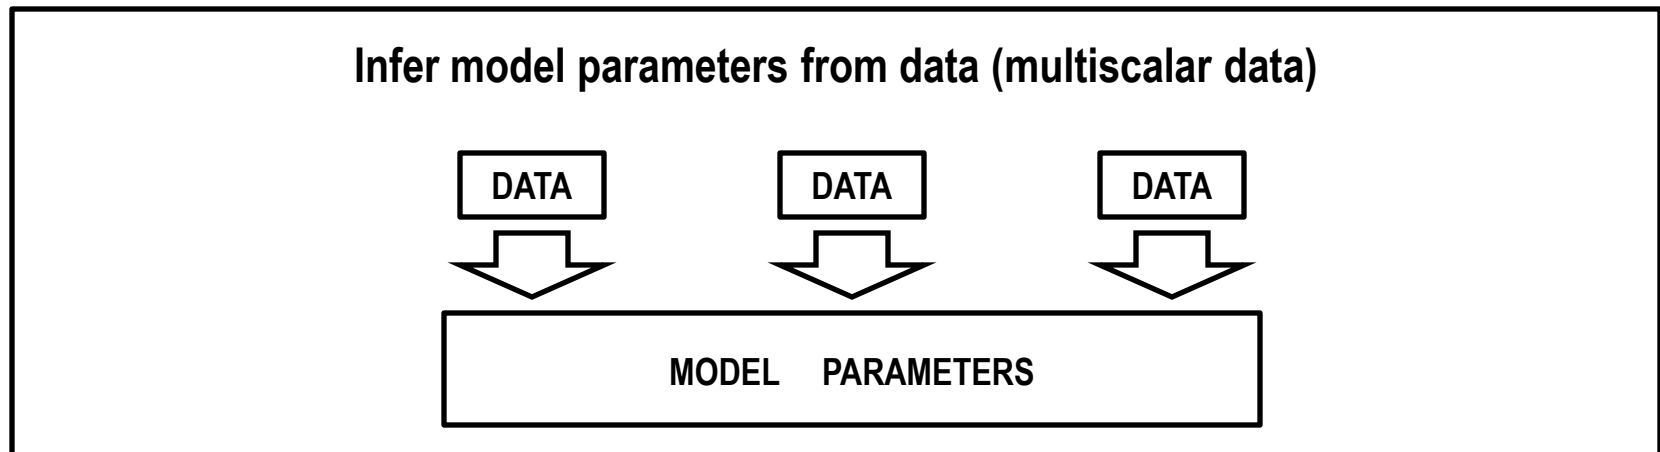 Infer model parameters from data (multiscalar data)
DATA DATA DATA
MODEL PARAMETERS